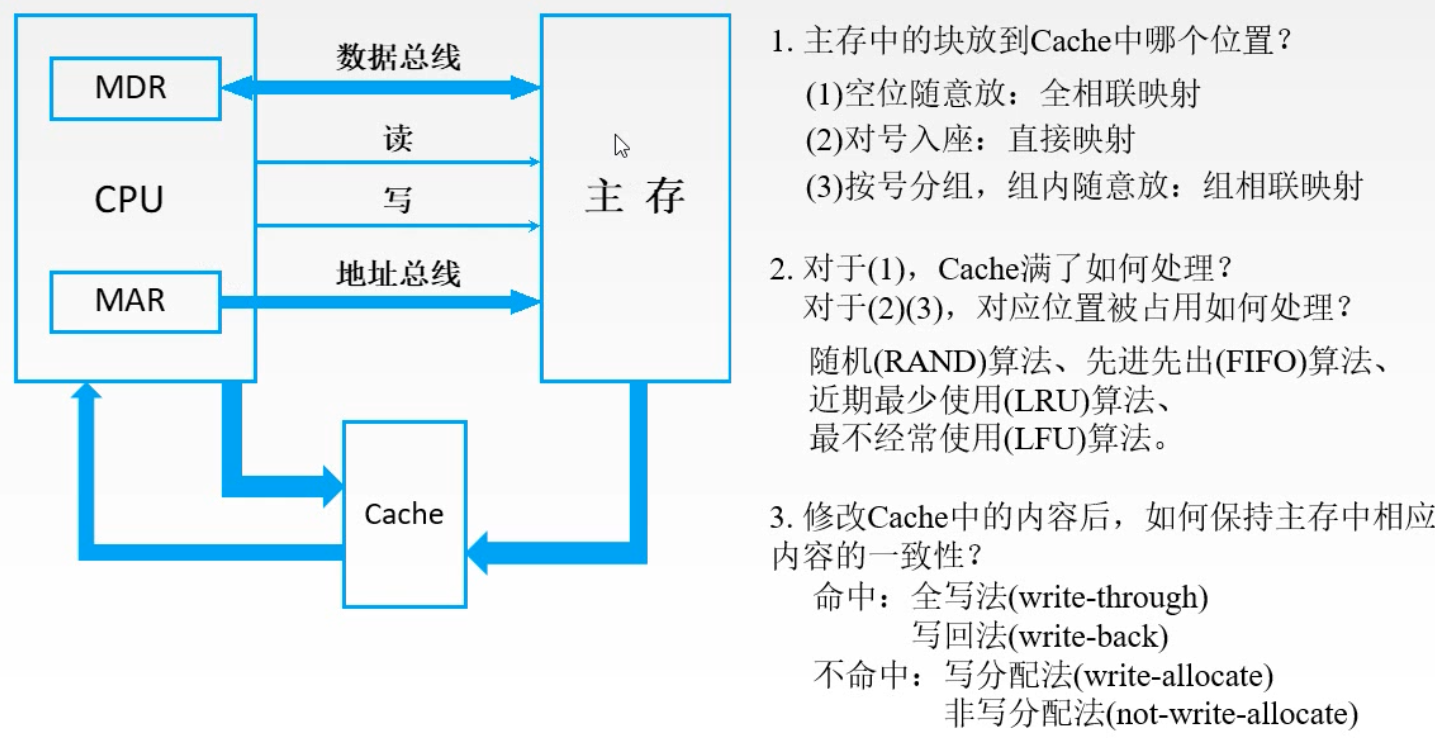 数据总线
MDR
读
CPU
写
主 存
地址总线
MAR
Cache
1. 主存中的块放到Cache中哪个位置？
(1)空位随意放：全相联映射
(2)对号入座：直接映射
(3)按号分组，组内随意放：组相联映射
2. 对于(1)，Cache满了如何处理？
对于(2)(3)，对应位置被占用如何处理？
随机(RAND)算法、先进先出(FIFO)算法、
近期最少使用(LRU)算法、
最不经常使用(LFU)算法。
3. 修改Cache中的内容后，如何保持主存中相应
内容的一致性？
命中：全写法(write-through)
写回法(write-back)
不命中：写分配法(write-allocate)
非写分配法(not-write-allocate)